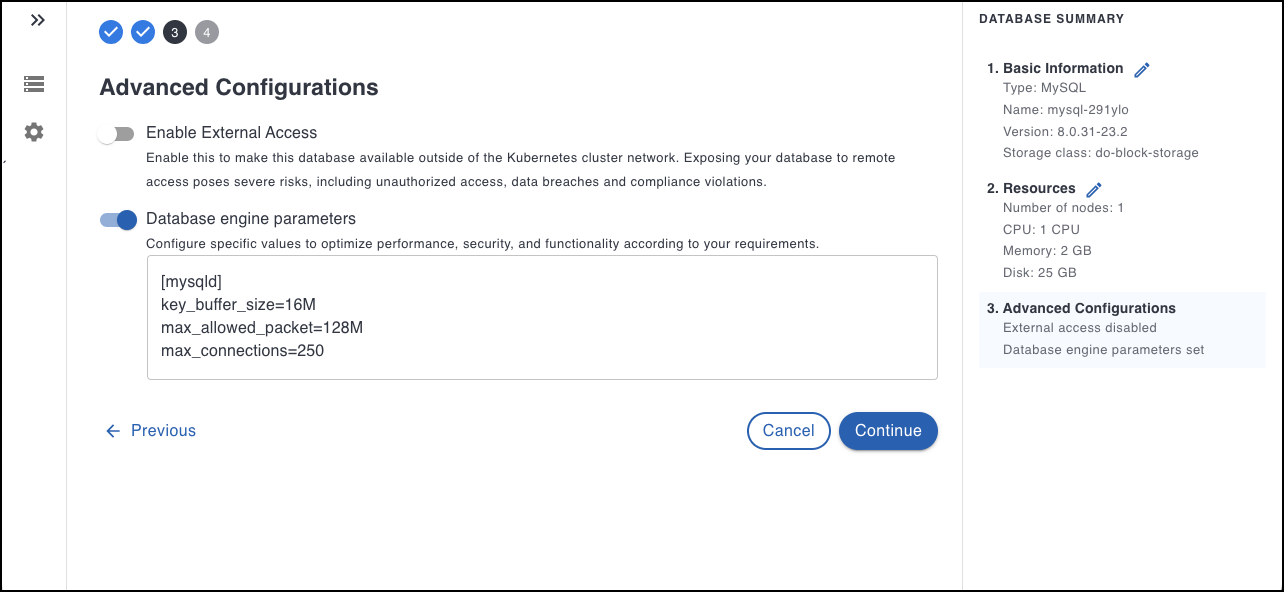 3 4
Advanced Configurations
Enable External Access
Enable this to make this database available outside of the Kubernetes cluster network. Exposing your database to remote
access poses severe risks, including unauthorized access, data breaches and compliance violations.
Database engine parameters
Configure specific values to optimize performance, security, and functionality according to your requirements.
[mysqld]
key_buffer_size=16M
max_allowed_packet=128M
max_connections=250
Previous
Cancel
Continue
DATABASE SUMMARY
1. Basic Information
Type: MySQL
Name: mysql-291ylo
Version: 8.0.31-23.2
Storage class: do-block-storage
2. Resources
Number of nodes: 1
CPU: 1 CPU
Memory: 2 GB
Disk: 25 GB
3. Advanced Configurations
External access disabled
Database engine parameters set